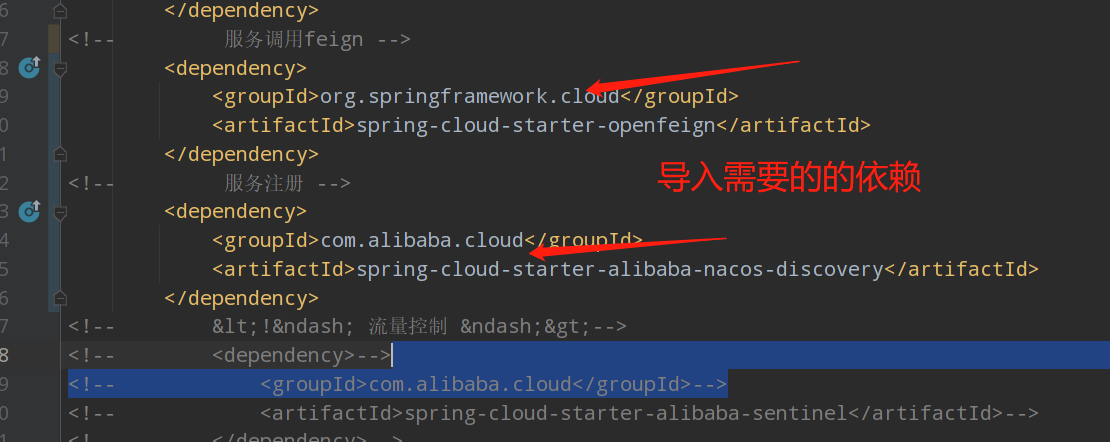 6 </dependency>
7 <!-- 服务调用feign -->
8 <dependency>
9 <groupId>org.springframework.cloud</groupId>
0 <artifactId>spring-cloud-starter-openfeign</artifactId>
1 </dependency>
导入需要的的依赖
2 <!-- 服务注册 -->
3 <dependency>
4 <groupId>com.alibaba.cloud</groupId>
5 <artifactId>spring-cloud-starter-alibaba-nacos-discovery</artifactId>
6 </dependency>
7 <!-- &lt;!&ndash; 流量控制 &ndash;&gt;-->
8 <!-- <dependency>-->
9 <!-- <groupId>com.alibaba.cloud</groupId>-->
0 <!-- <artifactId>spring-cloud-starter-alibaba-sentinel</artifactId>-->
1 <!-- </dependency>-->